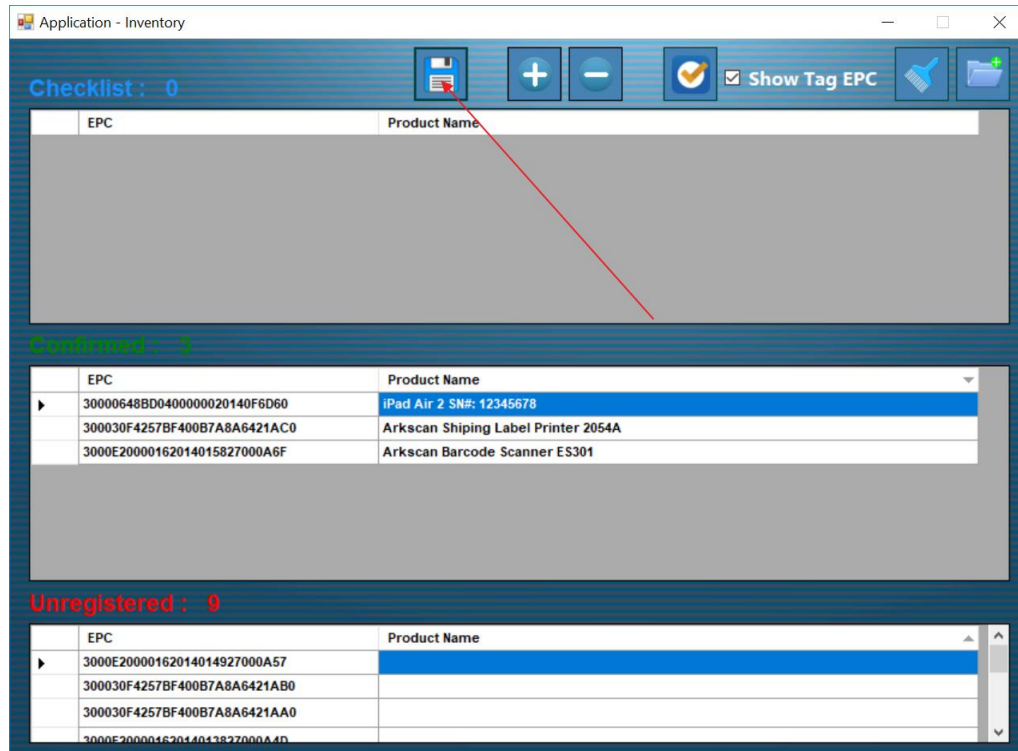 Application - Inventory
Checklist : 0
Show Tag EPC
EPC Product Name
Confirmed : 3
EPC Product Name
30000648BD0400000020140F6D60 iPad Air 2 SN#: 12345678
300030F4257BF400B7A8A6421AC0 Arkscan Shiping Label Printer 2054A
3000E20000162014015827000A6F Arkscan Barcode Scanner ES301
Unregistered : 9
EPC Product Name
3000E20000162014014927000A57
300030F4257BF400B7A8A6421AB0
300030F4257BF400B7A8A6421AA0
3000E20000162014013827000A4D